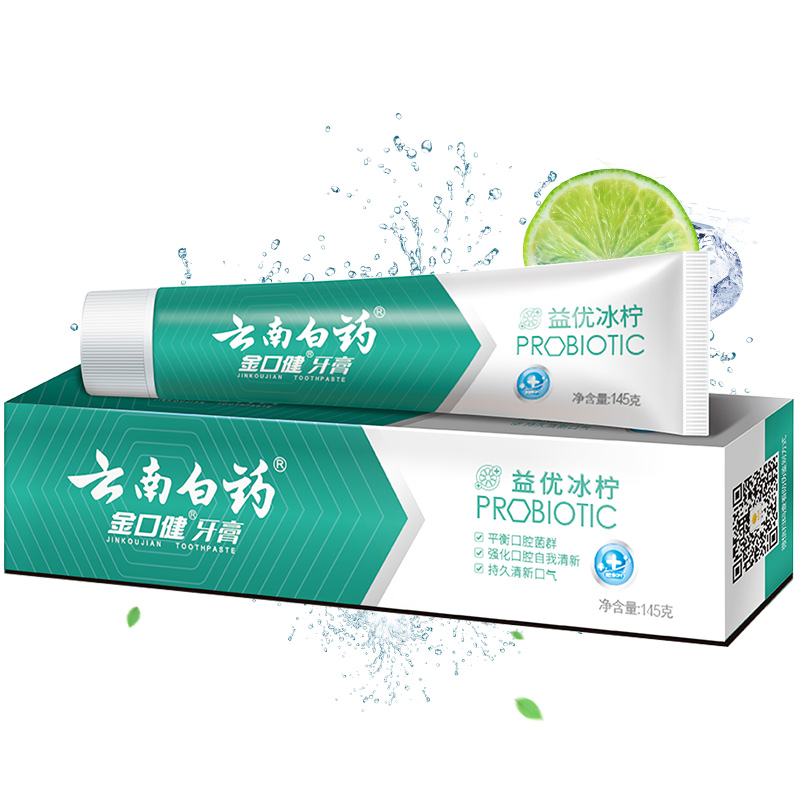 云南白药®
金口健®牙膏
JINKOUJIAN TOOTHPASTE
益优冰柠
PROBIOTIC
净含量:145克
云南白药®
金口健®牙膏
JINKOUJIAN TOOTHPASTE
益优冰柠
PROBIOTIC
平衡口腔菌群
强化口腔自我清新
持久清新口气
净含量:145克